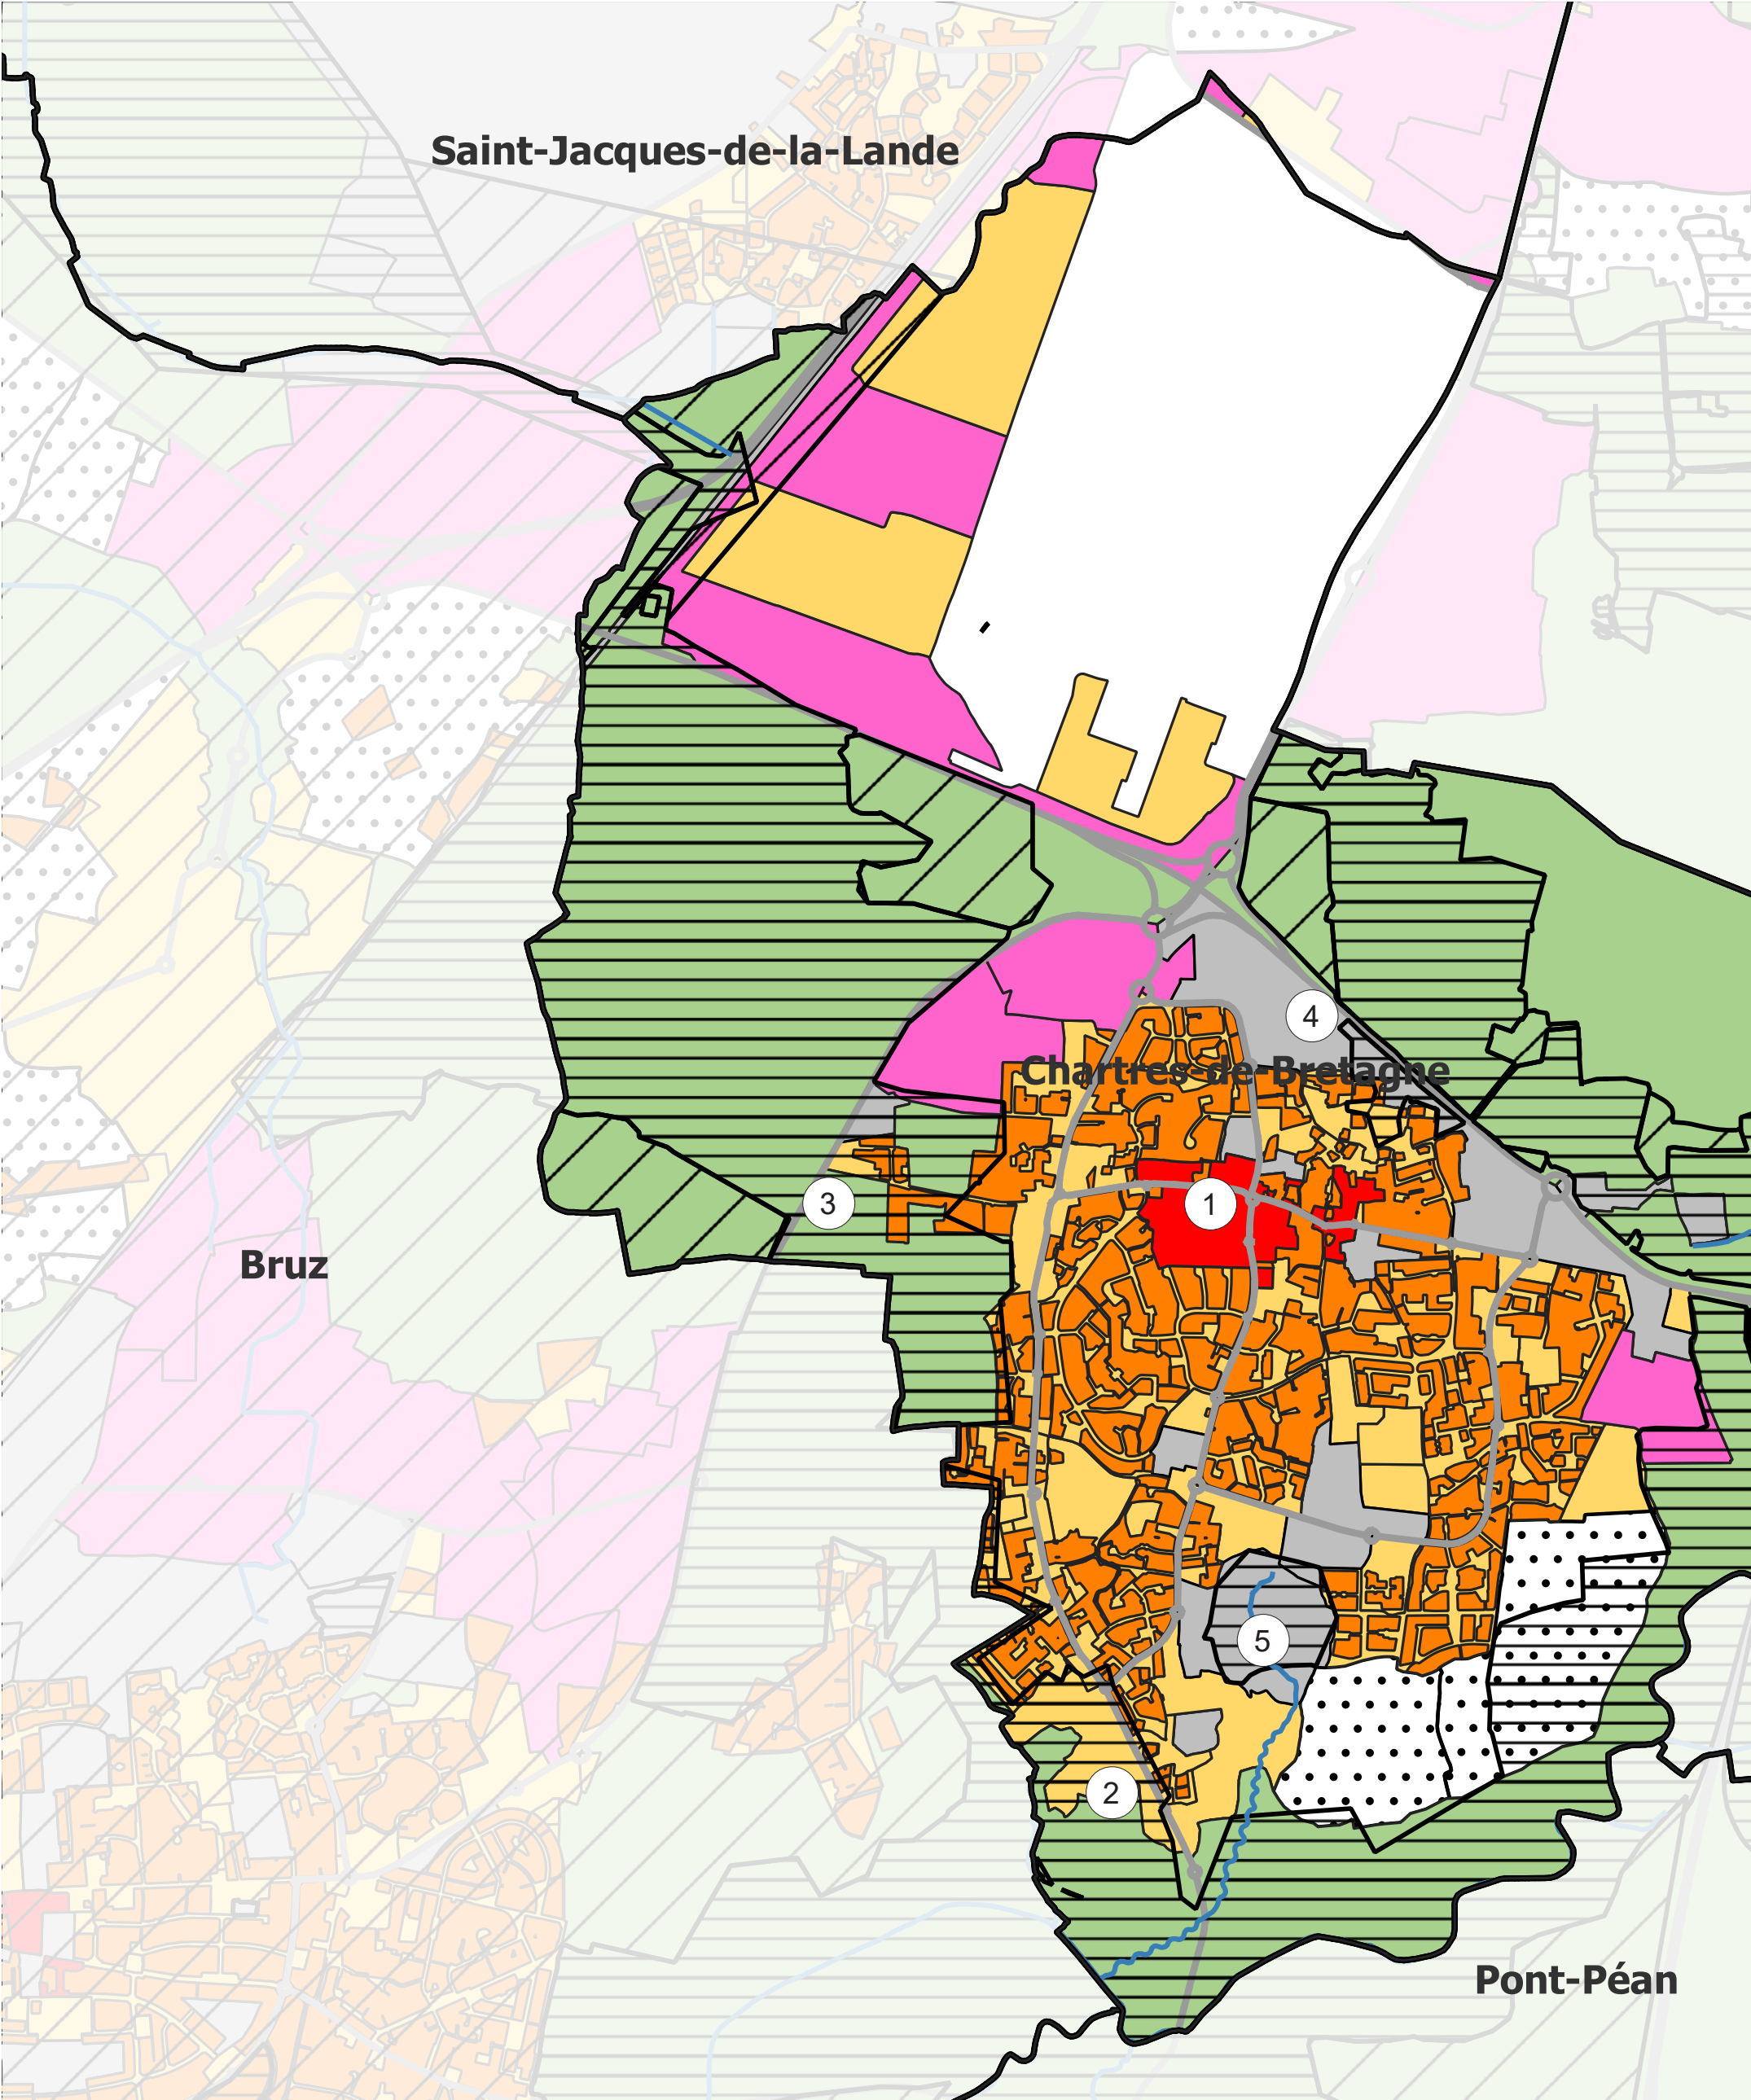 Saint-Jacques-de-la-Lande
4
Chartres-de-Bretagne
3
1
Bruz
5
2
Pont-Péan